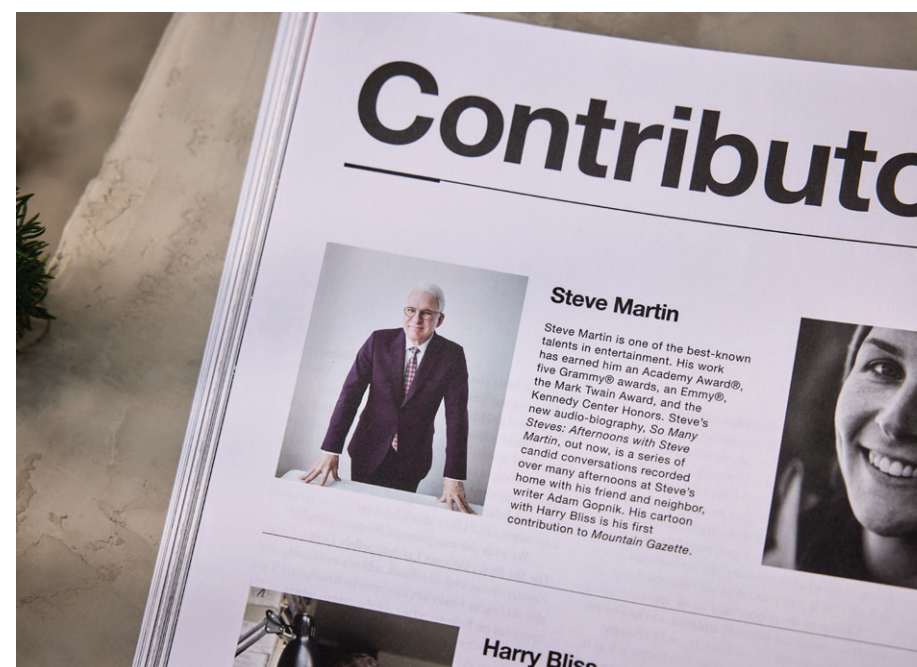 Contributo
Steve Martin
Steve Martin is one of the best-known
talents in entertainment. His work
has earned him an Academy Award®,
five Grammy® awards, an Emmy®,
the Mark Twain Award, and the
Kennedy Center Honors. Steve's
new audio-biography, So Many
Steves: Afternoons with Steve
Martin, out now, is a series of
candid conversations recorded
over many afternoons at Steve's
home with his friend and neighbor,
writer Adam Gopnik. His cartoon
with Harry Bliss is his first
contribution to Mountain Gazette.
Harry Bliss